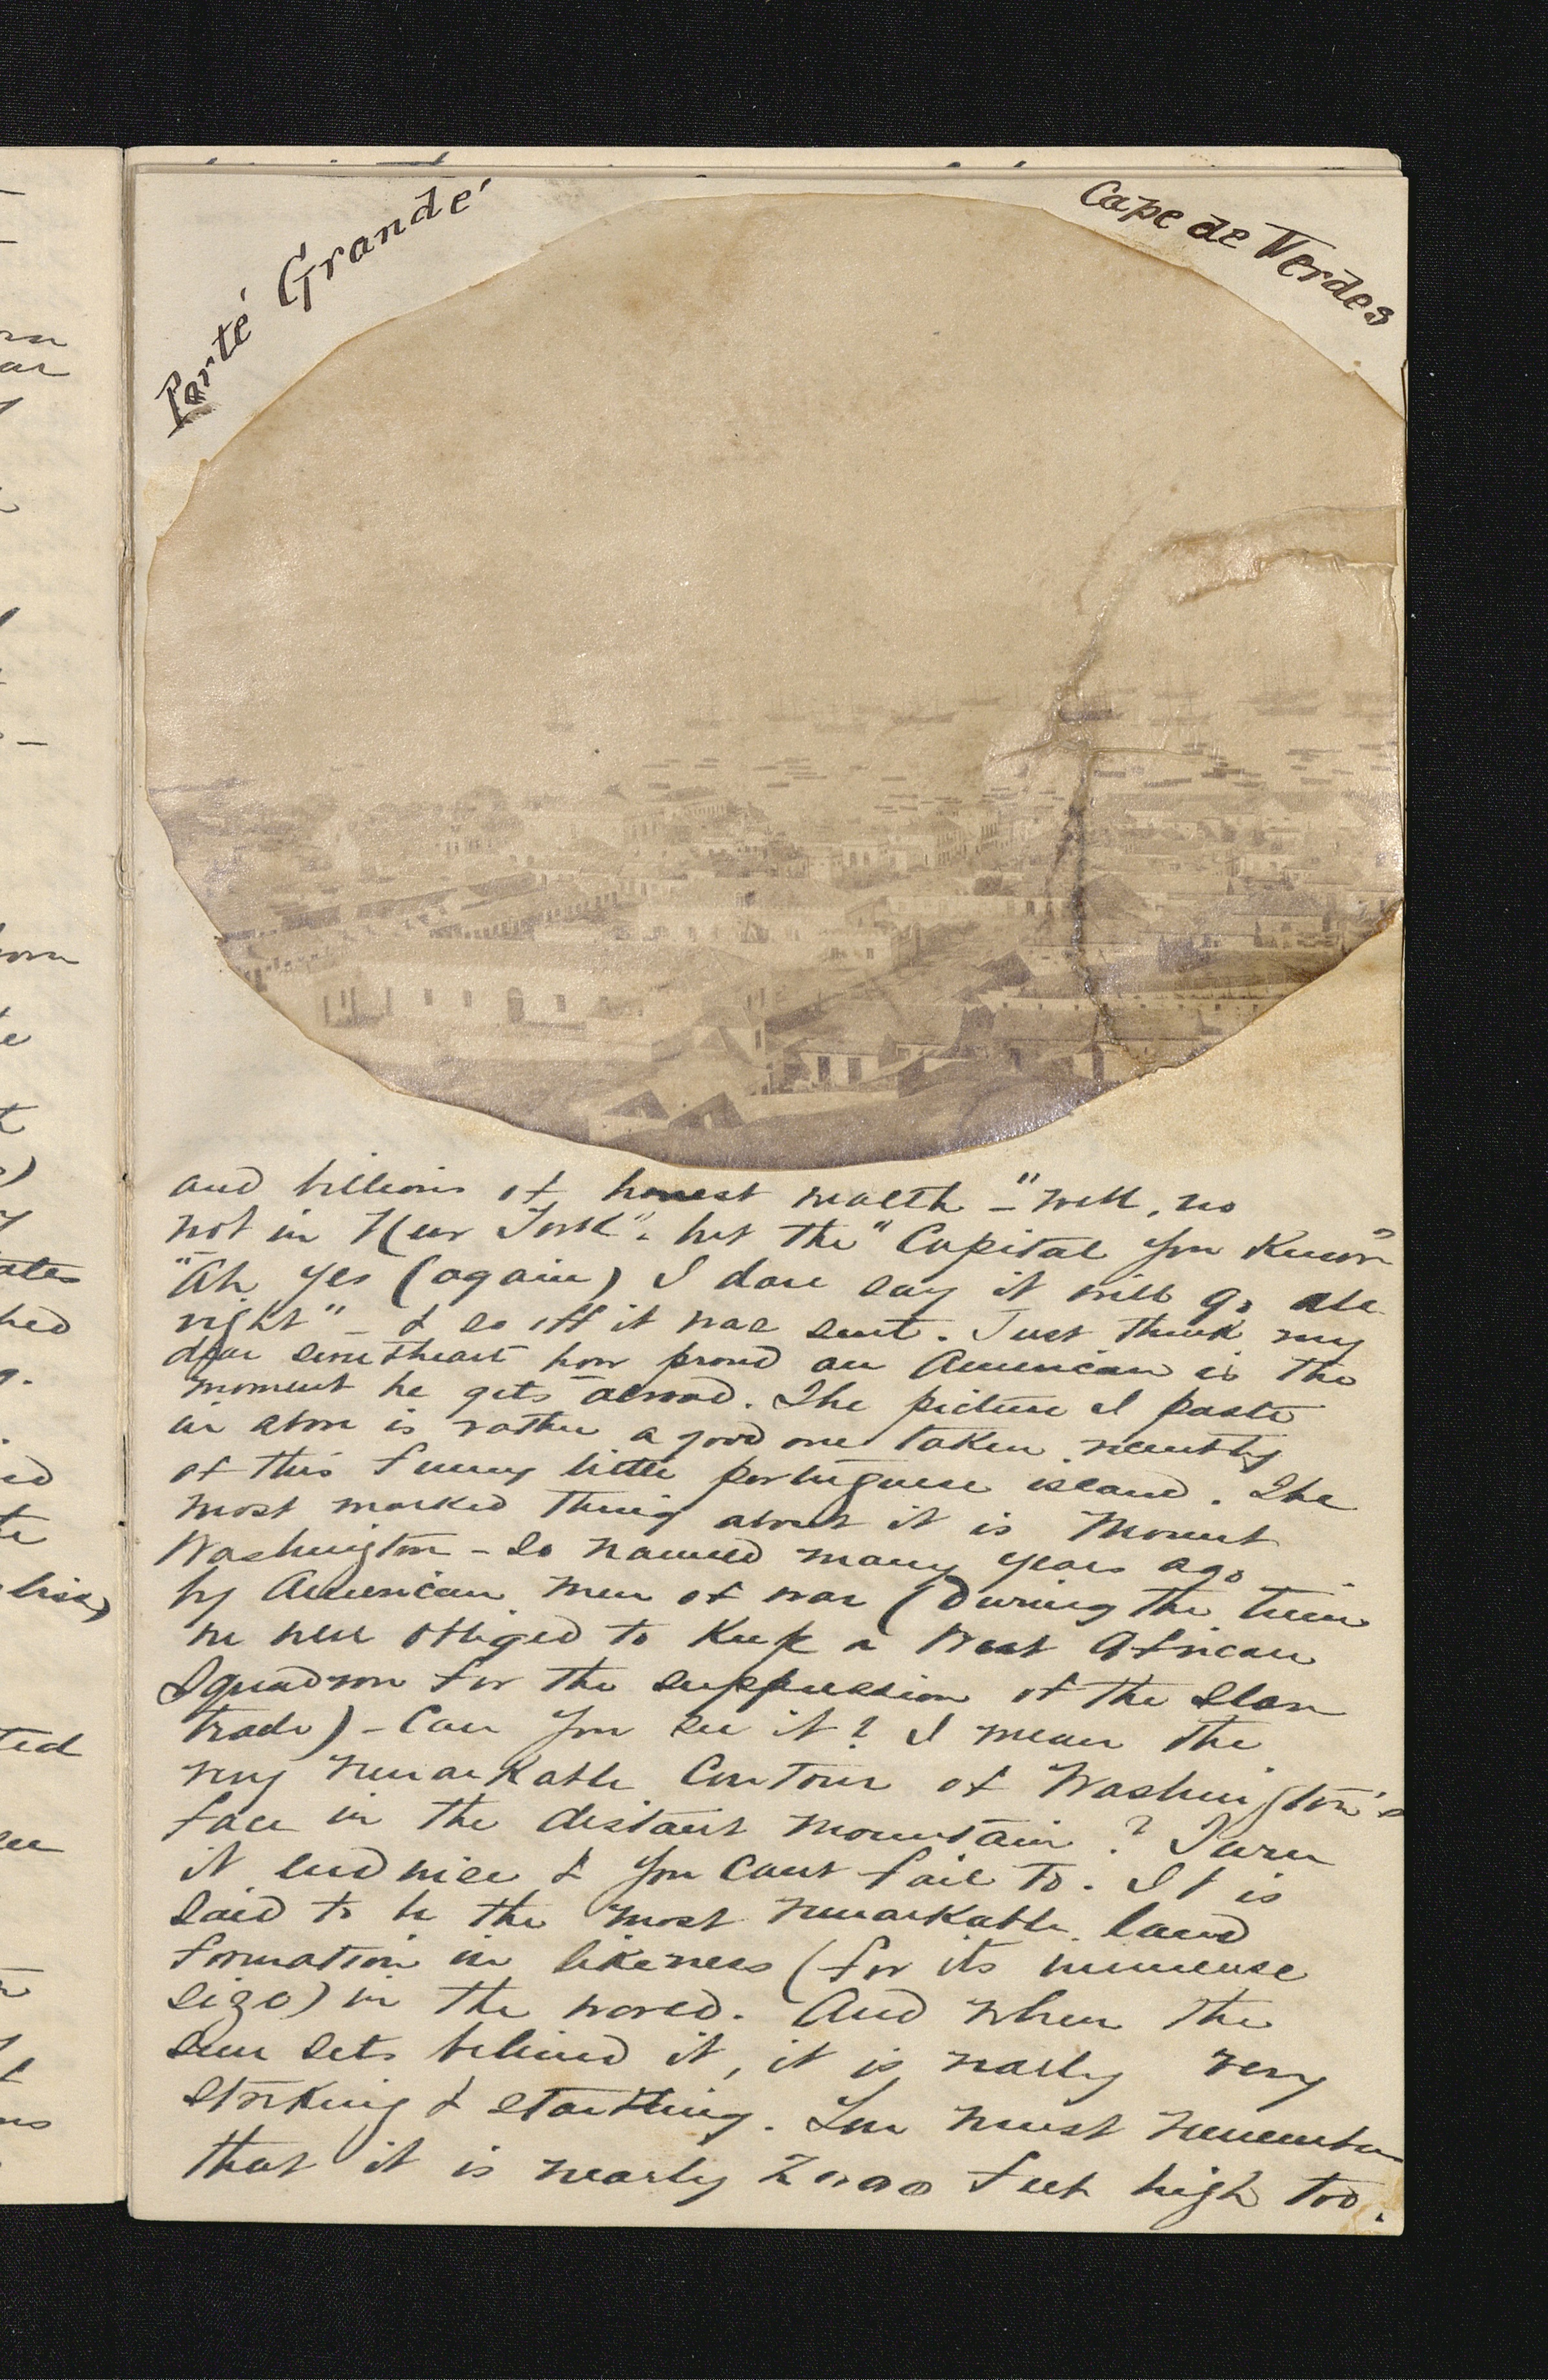 Porté Grandé
Cape de Verdes
and billions of honest wealth - "well, no
not in New York", but the "Capital you know"
"Ah yes (again) I dare say it will go all
right" - & so off it was sent. Just think my
dear sweetheart how proud an American is the
moment he gets abroad. The picture I paste
in above is rather a good one taken recently
of this funny little portuguese island. The
most marked thing about it is Mount
Washington - so named many years ago
by American men of war (During the time
we were obliged to keep a West African
Squadron for the suppression of the slave
trade) - Can you see it? I mean the
very remarkable contour of Washington's
face in the distant mountain? Turn
it endwise & you cant fail to. It is
said to be the most remarkable land
formation in likeness (for its immense
size) in the world. And when the
sun sets behind it, it is really very
striking & startling. You must remember
that it is nearly 2000 feet high too.